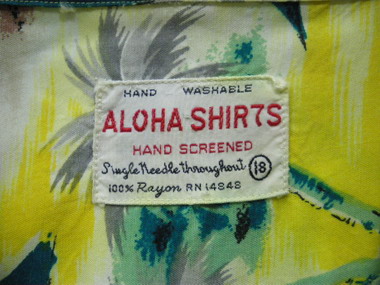 HAND WASHABLE
ALOHA SHIRTS
HAND SCREENED
Single Needle throughout 18
100% Rayon RN 14848